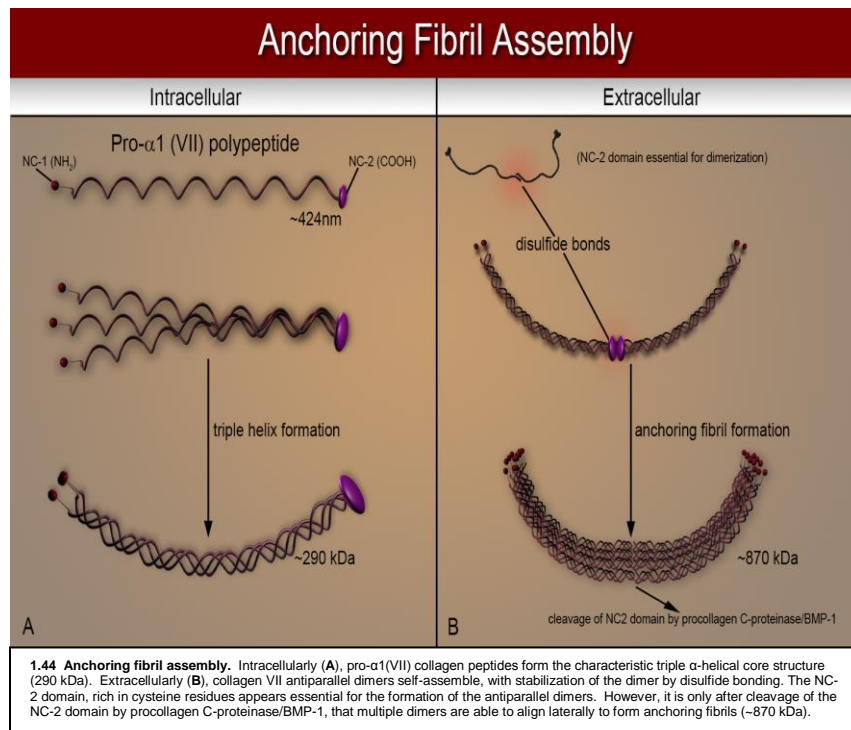 Anchoring Fibril Assembly
Intracellular
Extracellular
Pro-α1 (VII) polypeptide
NC-1 (NH₂)
NC-2 (COOH)
~424nm
triple helix formation
~290 kDa
A
(NC-2 domain essential for dimerization)
disulfide bonds
anchoring fibril formation
~870 kDa
cleavage of NC2 domain by procollagen C-proteinase/BMP-1
B
1.44 Anchoring fibril assembly. Intracellularly (A), pro-α1(VII) collagen peptides form the characteristic triple α-helical core structure
(290 kDa). Extracellularly (B), collagen VII antiparallel dimers self-assemble, with stabilization of the dimer by disulfide bonding. The NC-
2 domain, rich in cysteine residues appears essential for the formation of the antiparallel dimers. However, it is only after cleavage of the
NC-2 domain by procollagen C-proteinase/BMP-1, that multiple dimers are able to align laterally to form anchoring fibrils (~870 kDa).